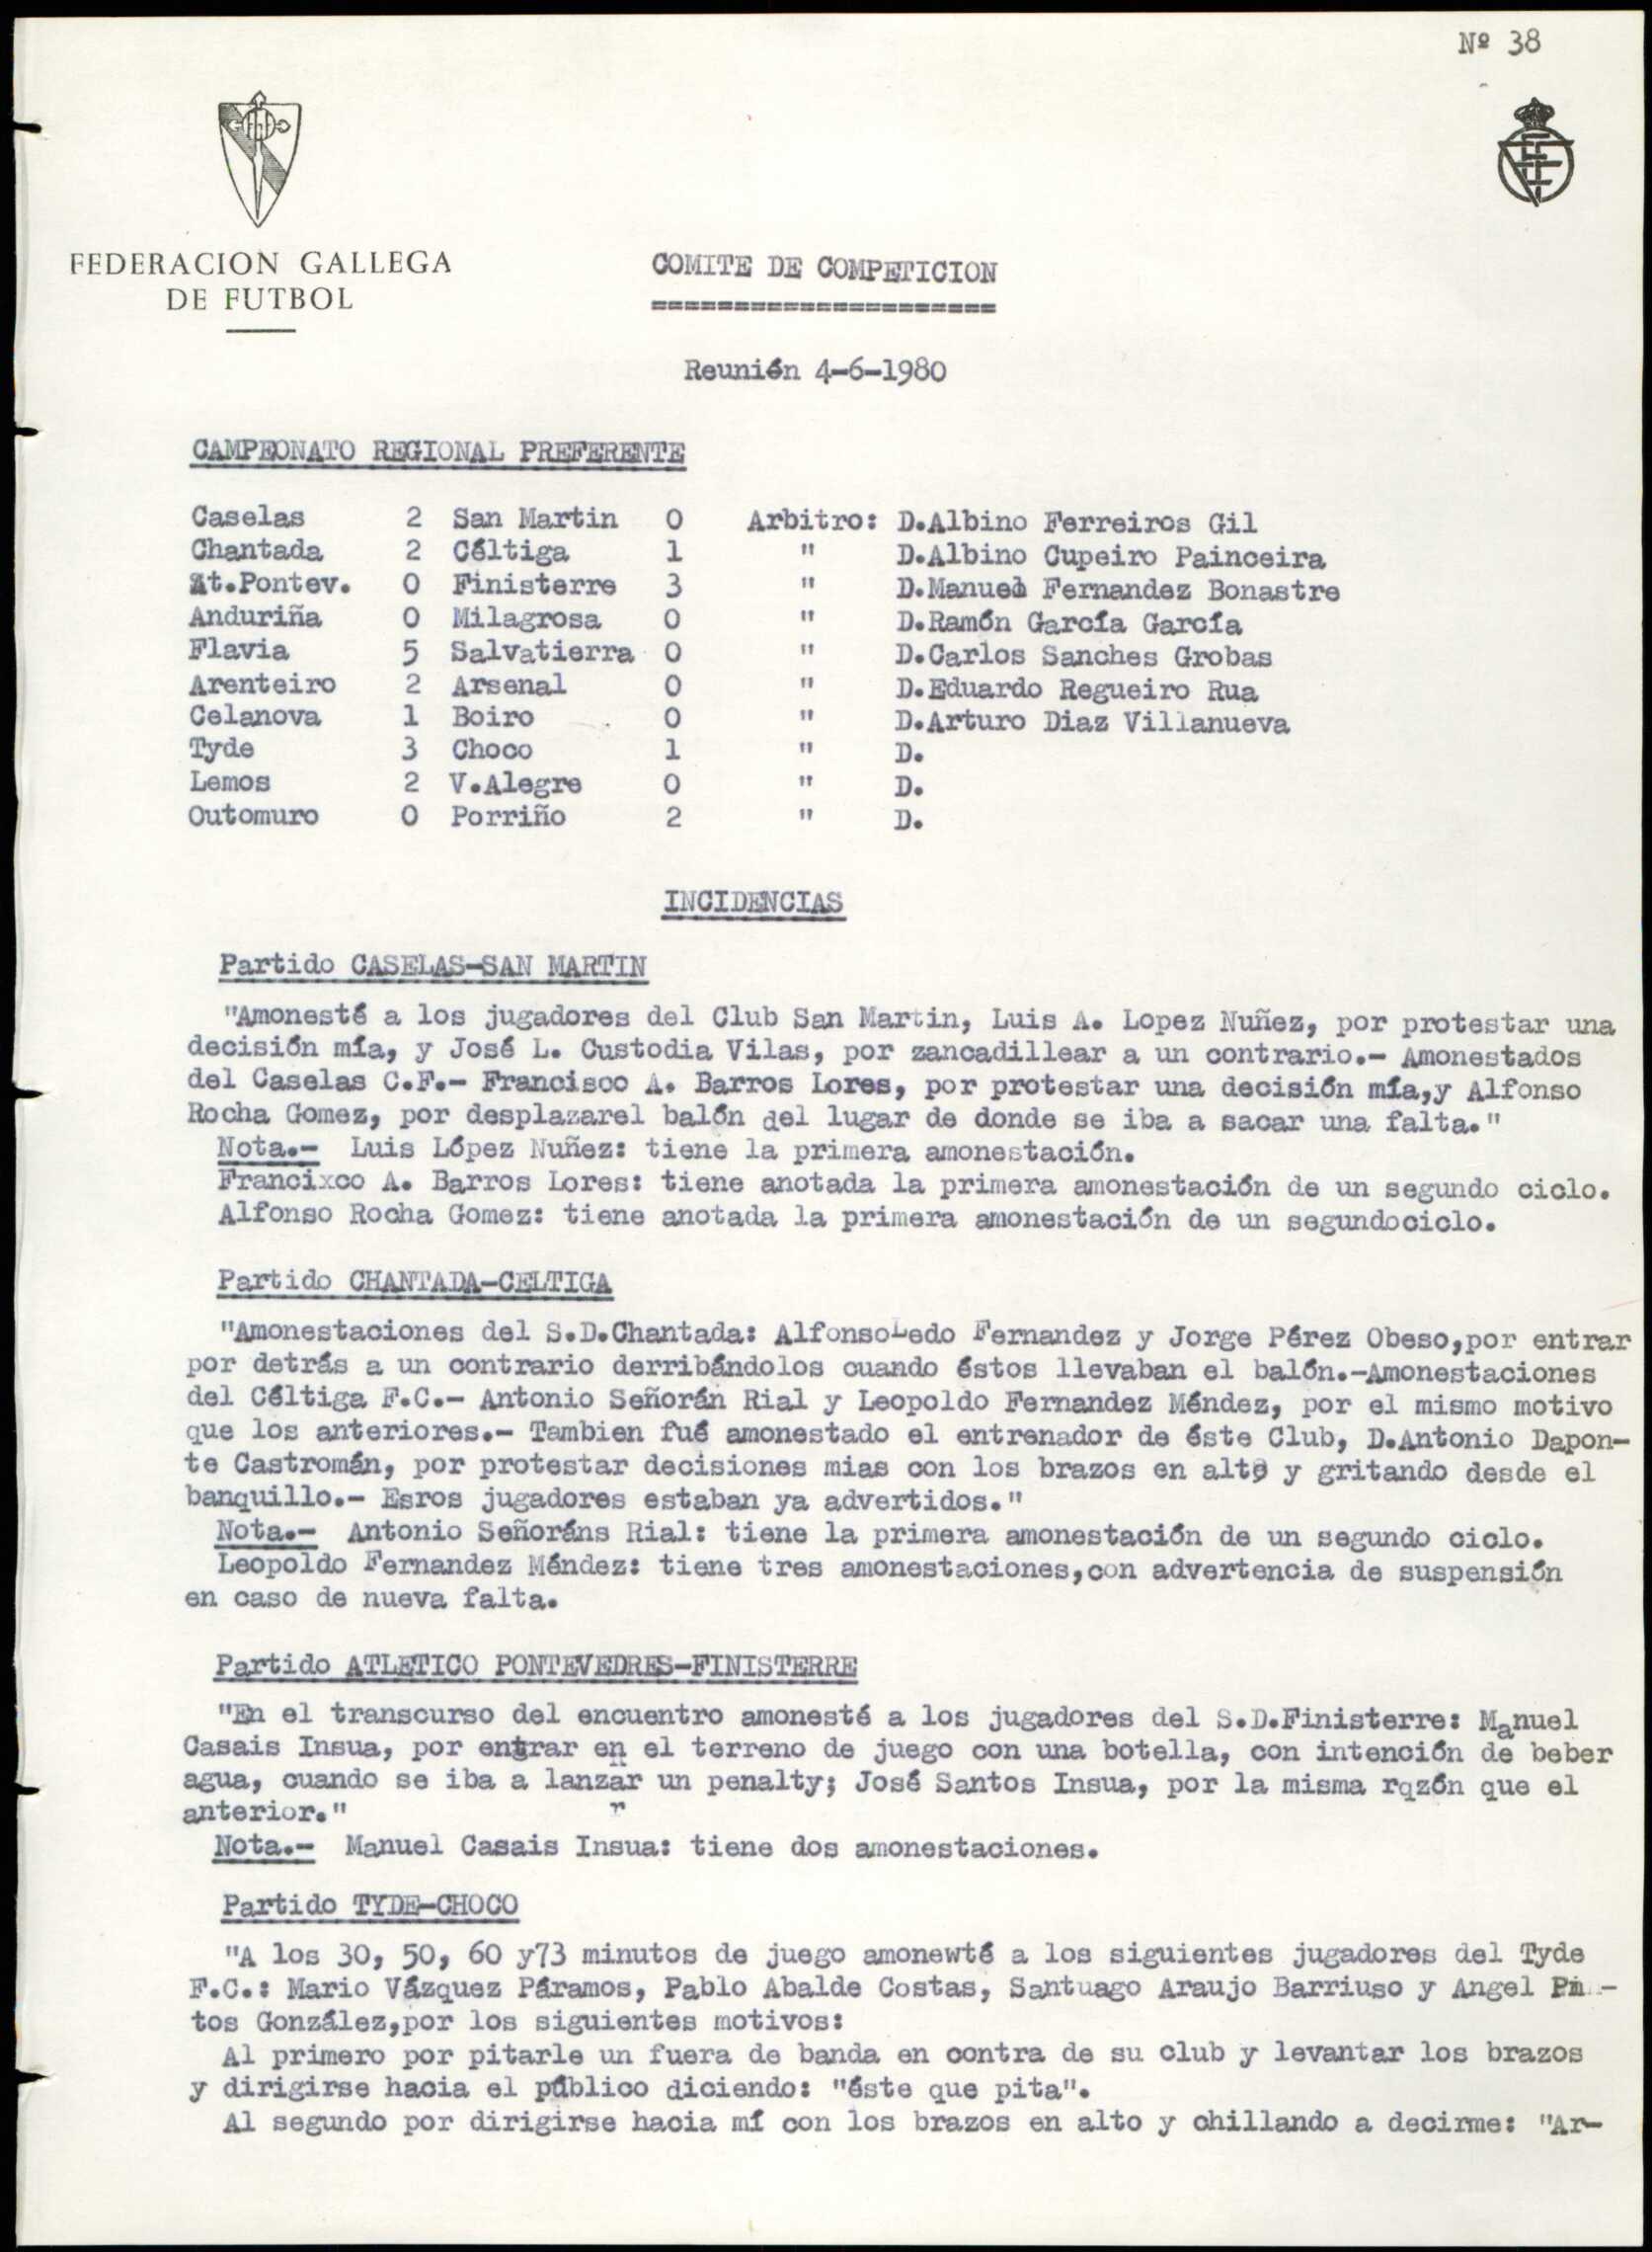 Nº 38
FEDERACION GALLEGA
DE FUTBOL
COMITE DE COMPETICION
=====================
Reunión 4-6-1980
CAMPEONATO REGIONAL PREFERENTE
Caselas 2 San Martin 0 Arbitro: D.Albino Ferreiros Gil
Chantada 2 Céltiga 1 " D.Albino Cupeiro Painceira
At.Pontev. 0 Finisterre 3 " D.Manuel Fernandez Bonastre
Anduriña 0 Milagrosa 0 " D.Ramón García García
Flavia 5 Salvatierra 0 " D.Carlos Sanches Grobas
Arenteiro 2 Arsenal 0 " D.Eduardo Regueiro Rua
Celanova 1 Boiro 0 " D.Arturo Diaz Villanueva
Tyde 3 Choco 1 " D.
Lemos 2 V.Alegre 0 " D.
Outomuro 0 Porriño 2 " D.
INCIDENCIAS
Partido CASELAS-SAN MARTIN
"Amonesté a los jugadores del Club San Martin, Luis A. Lopez Nuñez, por protestar una
decisión mía, y José L. Custodia Vilas, por zancadillear a un contrario.- Amonestados
del Caselas C.F.- Francisco A. Barros Lores, por protestar una decisión mía,y Alfonso
Rocha Gomez, por desplazarel balón del lugar de donde se iba a sacar una falta."
Nota.- Luis López Nuñez: tiene la primera amonestación.
Francixco A. Barros Lores: tiene anotada la primera amonestación de un segundo ciclo.
Alfonso Rocha Gomez: tiene anotada la primera amonestación de un segundociclo.
Partido CHANTADA-CELTIGA
"Amonestaciones del S.D.Chantada: AlfonsoLedo Fernandez y Jorge Pérez Obeso,por entrar
por detrás a un contrario derribándolos cuando éstos llevaban el balón.-Amonestaciones
del Céltiga F.C.- Antonio Señorán Rial y Leopoldo Fernandez Méndez, por el mismo motivo
que los anteriores.- Tambien fué amonestado el entrenador de éste Club, D.Antonio Dapon-
te Castromán, por protestar decisiones mias con los brazos en alto y gritando desde el
banquillo.- Esros jugadores estaban ya advertidos."
Nota.- Antonio Señoráns Rial: tiene la primera amonestación de un segundo ciclo.
Leopoldo Fernandez Méndez: tiene tres amonestaciones,con advertencia de suspensión
en caso de nueva falta.
Partido ATLETICO PONTEVEDRES-FINISTERRE
"En el transcurso del encuentro amonesté a los jugadores del S.D.Finisterre: Manuel
Casais Insua, por entrar en el terreno de juego con una botella, con intención de beber
agua, cuando se iba a lanzar un penalty; José Santos Insua, por la misma rqzón que el
anterior."
Nota.- Manuel Casais Insua: tiene dos amonestaciones.
Partido TYDE-CHOCO
"A los 30, 50, 60 y73 minutos de juego amonewté a los siguientes jugadores del Tyde
F.C.: Mario Vázquez Páramos, Pablo Abalde Costas, Santuago Araujo Barriuso y Angel Pin-
tos González,por los siguientes motivos:
Al primero por pitarle un fuera de banda en contra de su club y levantar los brazos
y dirigirse hacia el público diciendo: "éste que pita".
Al segundo por dirigirse hacia mí con los brazos en alto y chillando a decirme: "Ar-